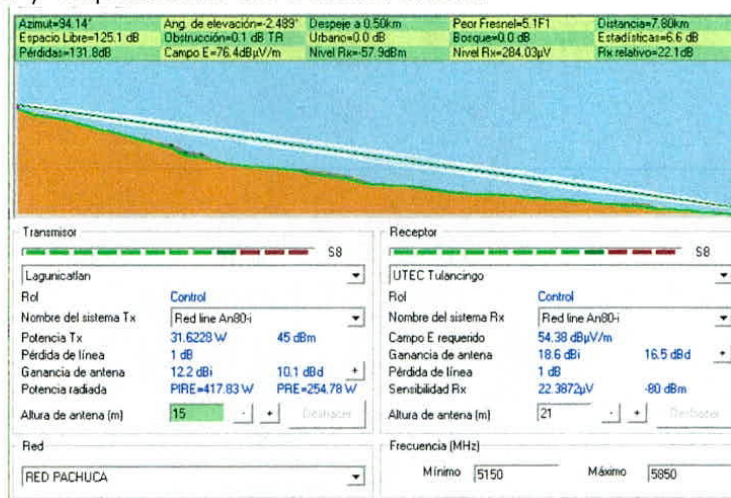 Azimut=94.14° Ang. de elevación=-2.489° Despeje a 0.50km Peor Fresnel=5.1F1 Distancia=7.80km
Espacio Libre=125.1 dB Obstrucción=0.1 dB TR Urbano=0.0 dB Bosque=0.0 dB Estadísticas=6.6 dB
Pérdidas=131.8dB Campo E=76.4dBµV/m Nivel Rx=-57.9dBm Nivel Rx=284.03µV Rx relativo=22.1dB
Transmisor
S8
Lagunicatlan
Rol Control
Nombre del sistema Tx Red line An80-i
Potencia Tx 31.6228 W 45 dBm
Pérdida de línea 1 dB
Ganancia de antena 12.2 dBi 10.1 dBd +
Potencia radiada PIRE=417.83 W PRE=254.78 W
Altura de antena (m) 15 - + Deshacer
Red
RED PACHUCA
Receptor
S8
UTEC Tulancingo
Rol Control
Nombre del sistema Rx Red line An80-i
Campo E requerido 54.38 dBµV/m
Ganancia de antena 18.6 dBi 16.5 dBd +
Pérdida de línea 1 dB
Sensibilidad Rx 22.3872µV -80 dBm
Altura de antena (m) 21 - + Deshacer
Frecuencia (MHz)
Mínimo 5150 Máximo 5850